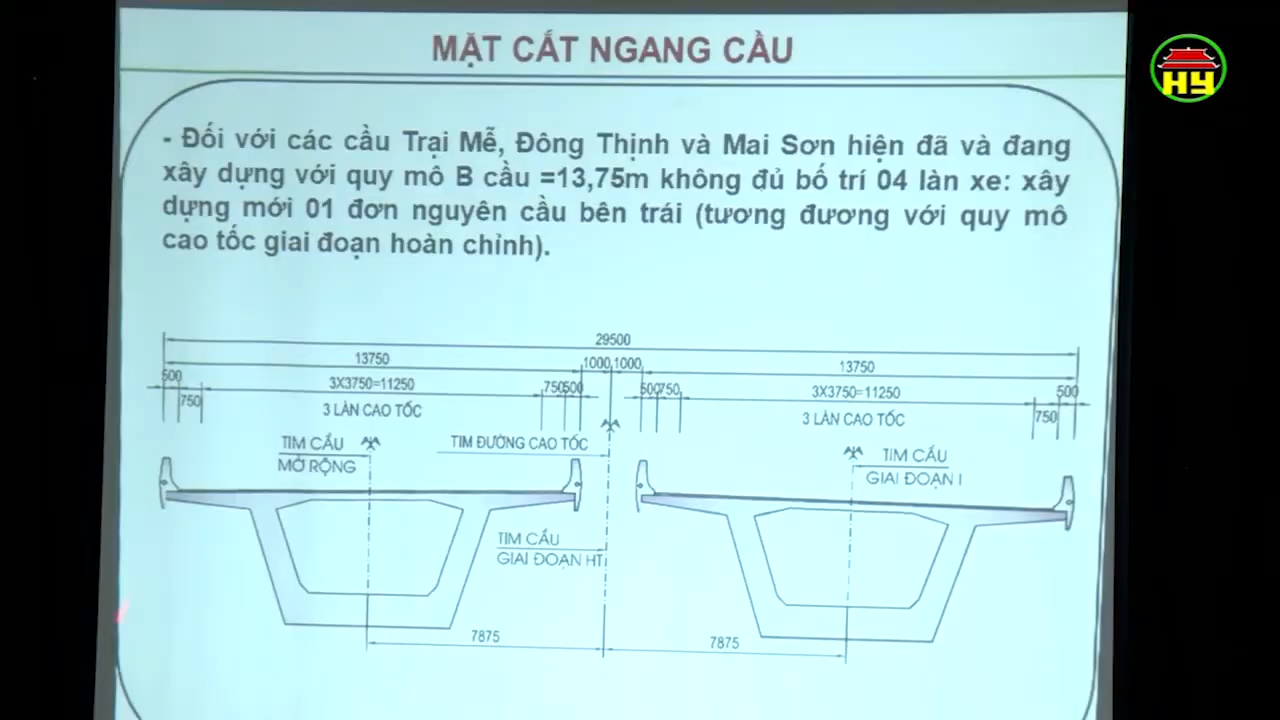 MẶT CẮT NGANG CẦU
HY
- Đối với các cầu Trại Mễ, Đông Thịnh và Mai Sơn hiện đã và đang
xây dựng với quy mô B cầu =13,75m không đủ bố trí 04 làn xe: xây
dựng mới 01 đơn nguyên cầu bên trái (tương đương với quy mô
cao tốc giai đoạn hoàn chỉnh).
29500
13750 1000 1000 13750
500 3X3750=11250 750 500 500 750 3X3750=11250 500
750 3 LÀN CAO TỐC 3 LÀN CAO TỐC 750
TIM CẦU TIM ĐƯỜNG CAO TỐC TIM CẦU
MỞ RỘNG GIAI ĐOẠN I
TIM CẦU
GIAI ĐOẠN HT
7875 7875